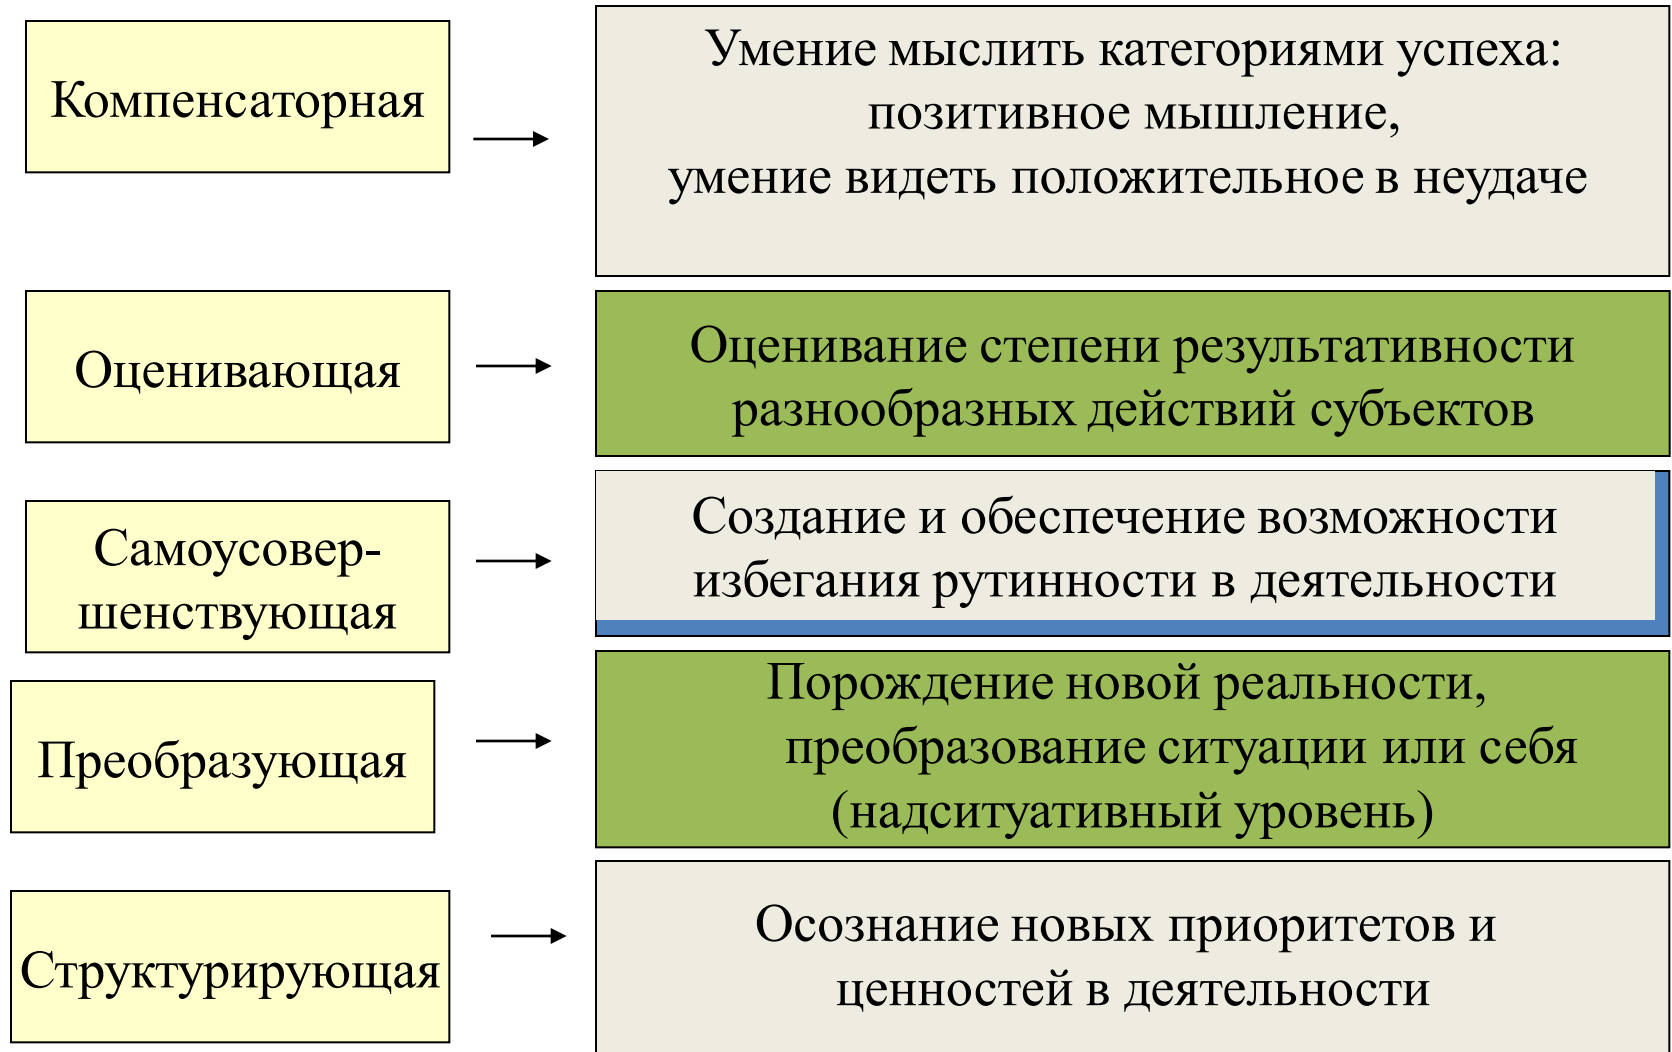 Компенсаторная
Умение мыслить категориями успеха:
позитивное мышление,
умение видеть положительное в неудаче
Оценивающая
Оценивание степени результативности
разнообразных действий субъектов
Самоусовер-
шенствующая
Создание и обеспечение возможности
избегания рутинности в деятельности
Преобразующая
Порождение новой реальности,
преобразование ситуации или себя
(надситуативный уровень)
Структурирующая
Осознание новых приоритетов и
ценностей в деятельности